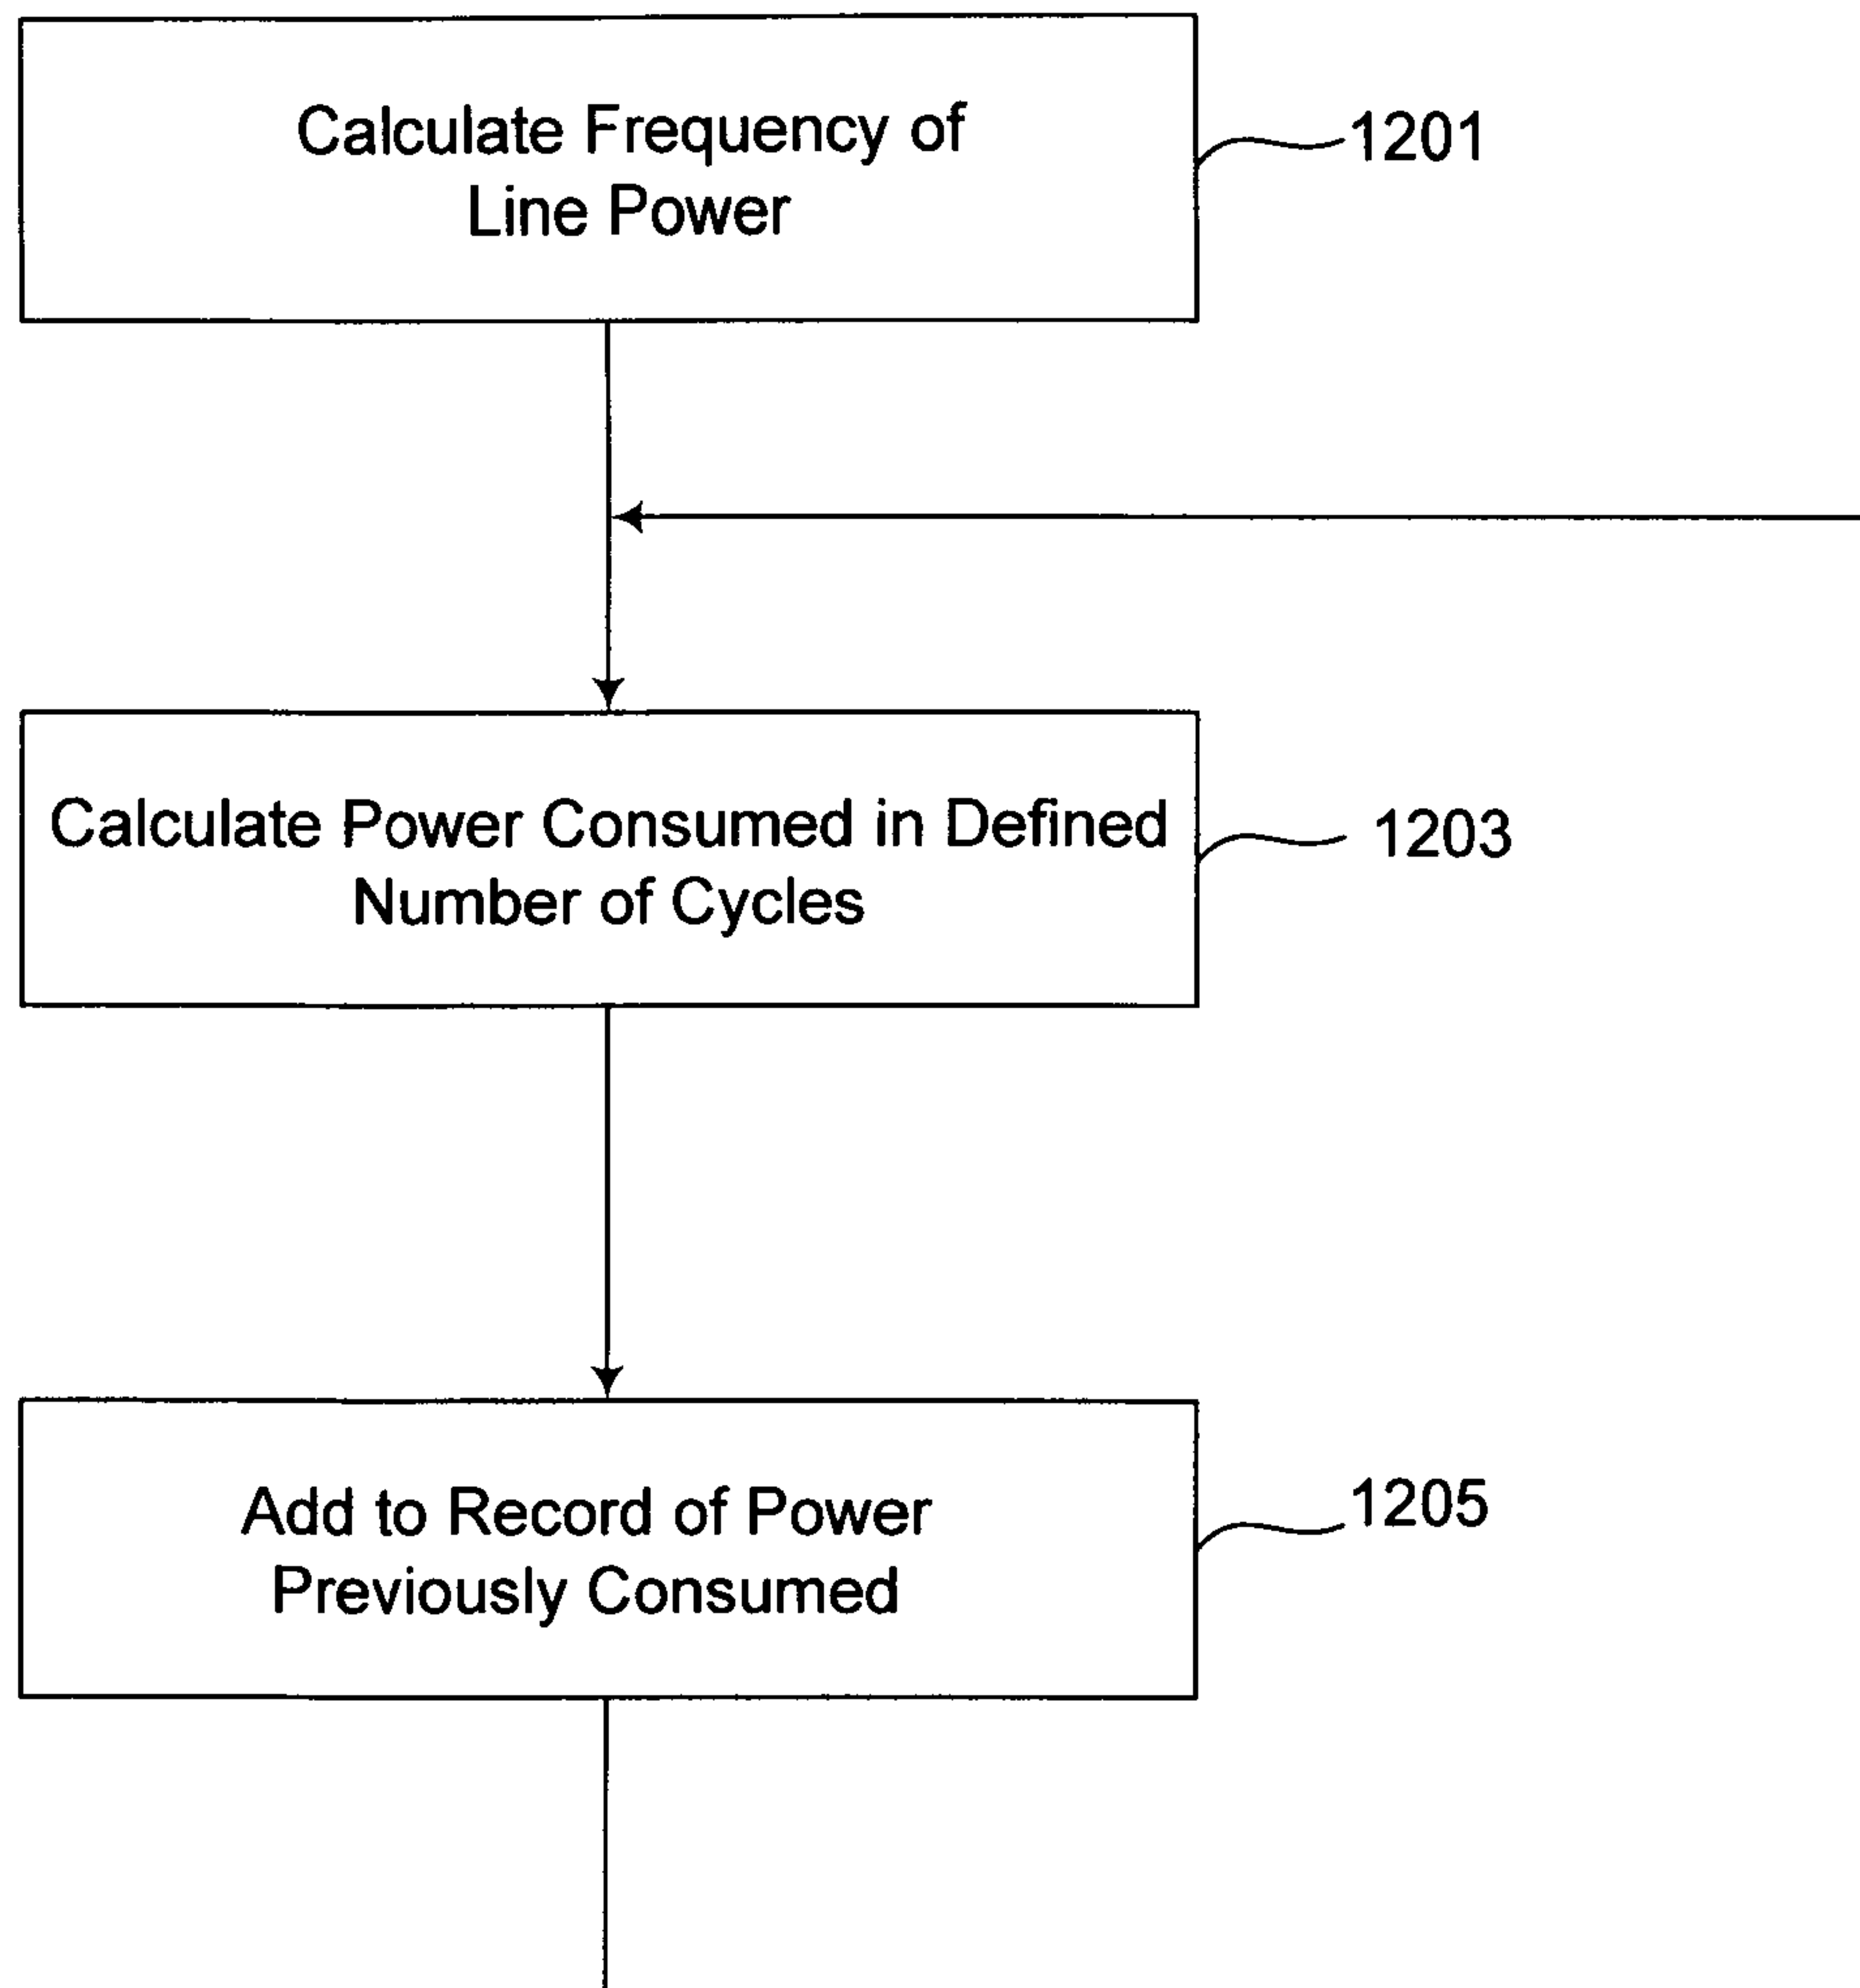 Calculate Frequency of
Line Power
1201
Calculate Power Consumed in Defined
Number of Cycles
1203
Add to Record of Power
Previously Consumed
1205